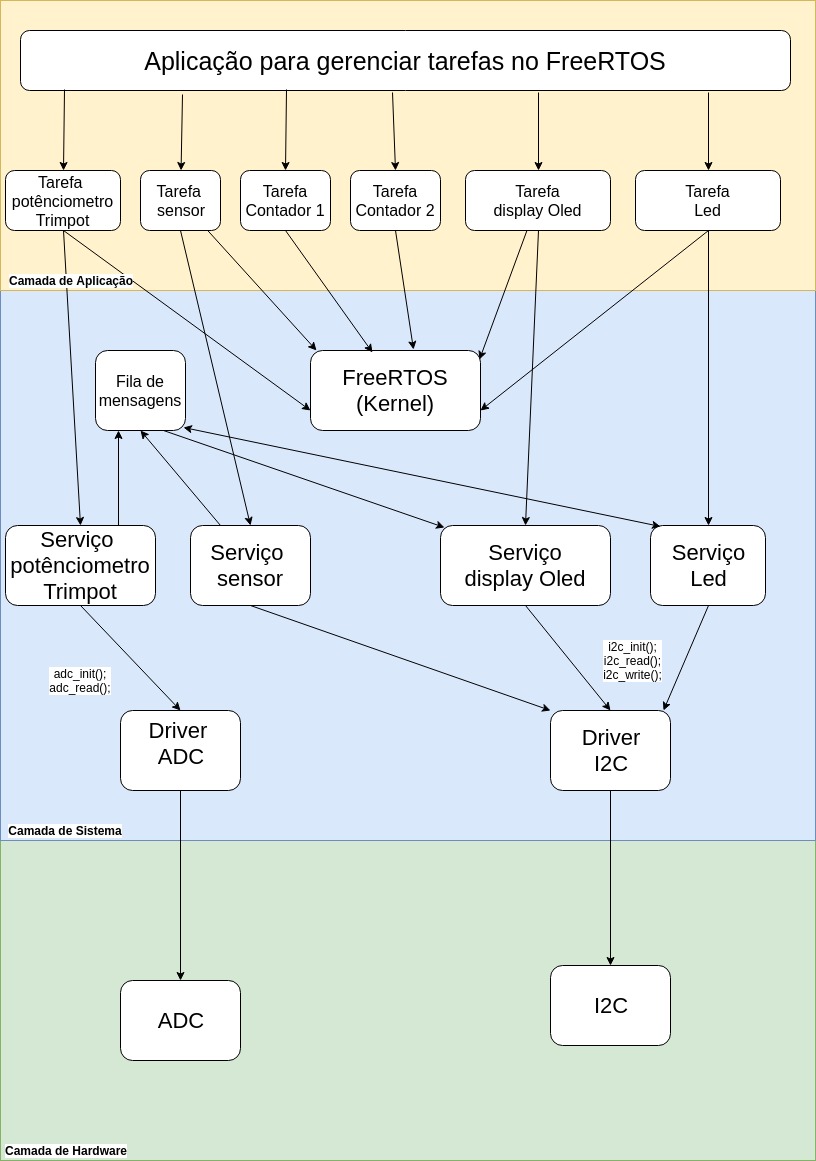 Aplicação para gerenciar tarefas no FreeRTOS
Tarefa
potênciometro
Trimpot
Tarefa
sensor
Tarefa
Contador 1
Tarefa
Contador 2
Tarefa
display Oled
Tarefa
Led
Camada de Aplicação
Fila de
mensagens
FreeRTOS
(Kernel)
Serviço
potênciometro
Trimpot
Serviço
sensor
Serviço
display Oled
Serviço
Led
adc_init();
adc_read();
i2c_init();
i2c_read();
i2c_write();
Driver
ADC
Driver
I2C
Camada de Sistema
ADC
I2C
Camada de Hardware